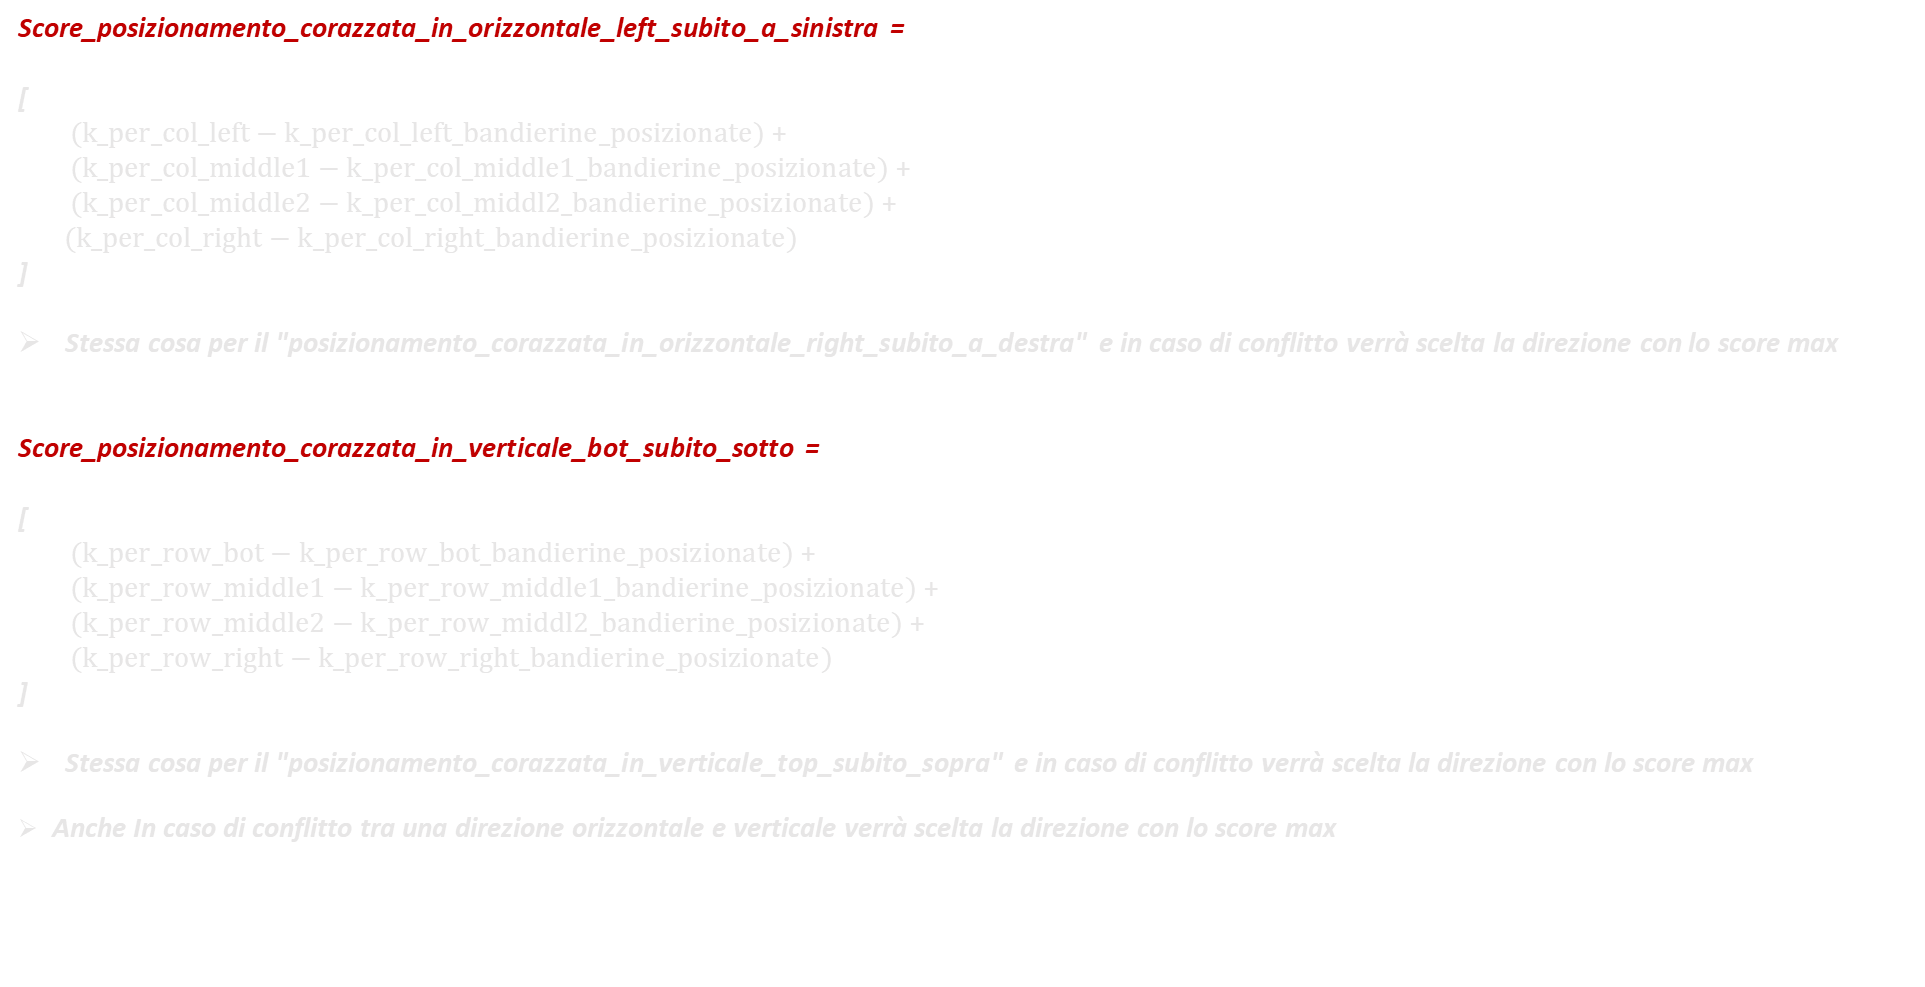 Score_posizionamento_corazzata_in_orizzontale_left_subito_a_sinistra =
[
(k_per_col_left − k_per_col_left_bandierine_posizionate) +
(k_per_col_middle1 − k_per_col_middle1_bandierine_posizionate) +
(k_per_col_middle2 − k_per_col_middl2_bandierine_posizionate) +
(k_per_col_right − k_per_col_right_bandierine_posizionate)
]
➢ Stessa cosa per il "posizionamento_corazzata_in_orizzontale_right_subito_a_destra" e in caso di conflitto verrà scelta la direzione con lo score max
Score_posizionamento_corazzata_in_verticale_bot_subito_sotto =
[
(k_per_row_bot − k_per_row_bot_bandierine_posizionate) +
(k_per_row_middle1 − k_per_row_middle1_bandierine_posizionate) +
(k_per_row_middle2 − k_per_row_middl2_bandierine_posizionate) +
(k_per_row_right − k_per_row_right_bandierine_posizionate)
]
➢ Stessa cosa per il "posizionamento_corazzata_in_verticale_top_subito_sopra" e in caso di conflitto verrà scelta la direzione con lo score max
➢ Anche In caso di conflitto tra una direzione orizzontale e verticale verrà scelta la direzione con lo score max